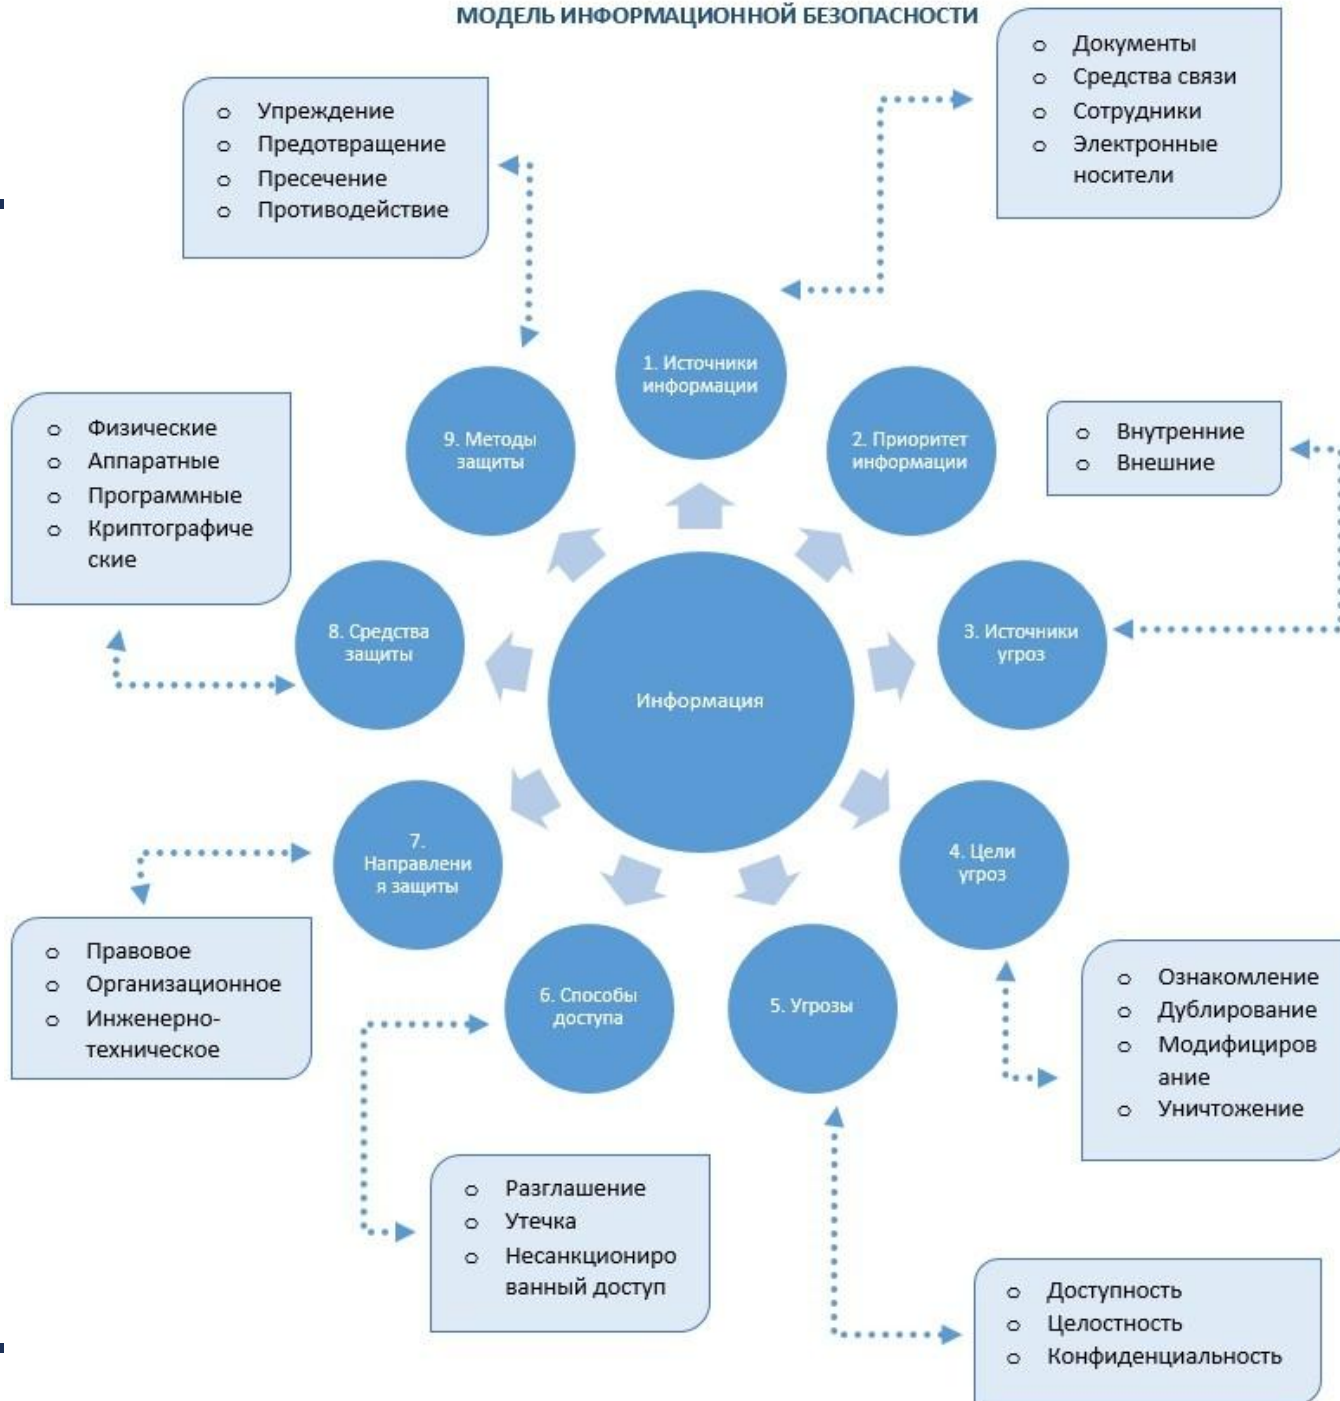 МОДЕЛЬ ИНФОРМАЦИОННОЙ БЕЗОПАСНОСТИ
o Документы
o Средства связи
o Сотрудники
o Электронные
носители
o Упреждение
o Предотвращение
o Пресечение
o Противодействие
1. Источники
информации
9. Методы
защиты
2. Приоритет
информации
o Внутренние
o Внешние
o Физические
o Аппаратные
o Программные
o Криптографиче
ские
8. Средства
защиты
3. Источники
угроз
Информация
7.
Направлени
я защиты
4. Цели
угроз
o Правовое
o Организационное
o Инженерно-
техническое
6. Способы
доступа
5. Угрозы
o Ознакомление
o Дублирование
o Модифициров
ание
o Уничтожение
o Разглашение
o Утечка
o Несанкциониро
ванный доступ
o Доступность
o Целостность
o Конфиденциальность